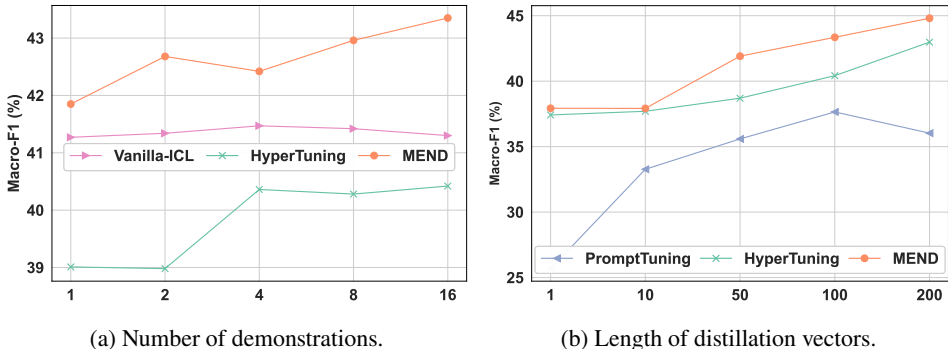 Macro-F1 (%)
43
42
41
40
39
Vanilla-ICL HyperTuning MEND
1 2 4 8 16
(a) Number of demonstrations.
Macro-F1 (%)
45
40
35
30
25
PromptTuning HyperTuning MEND
1 10 50 100 200
(b) Length of distillation vectors.